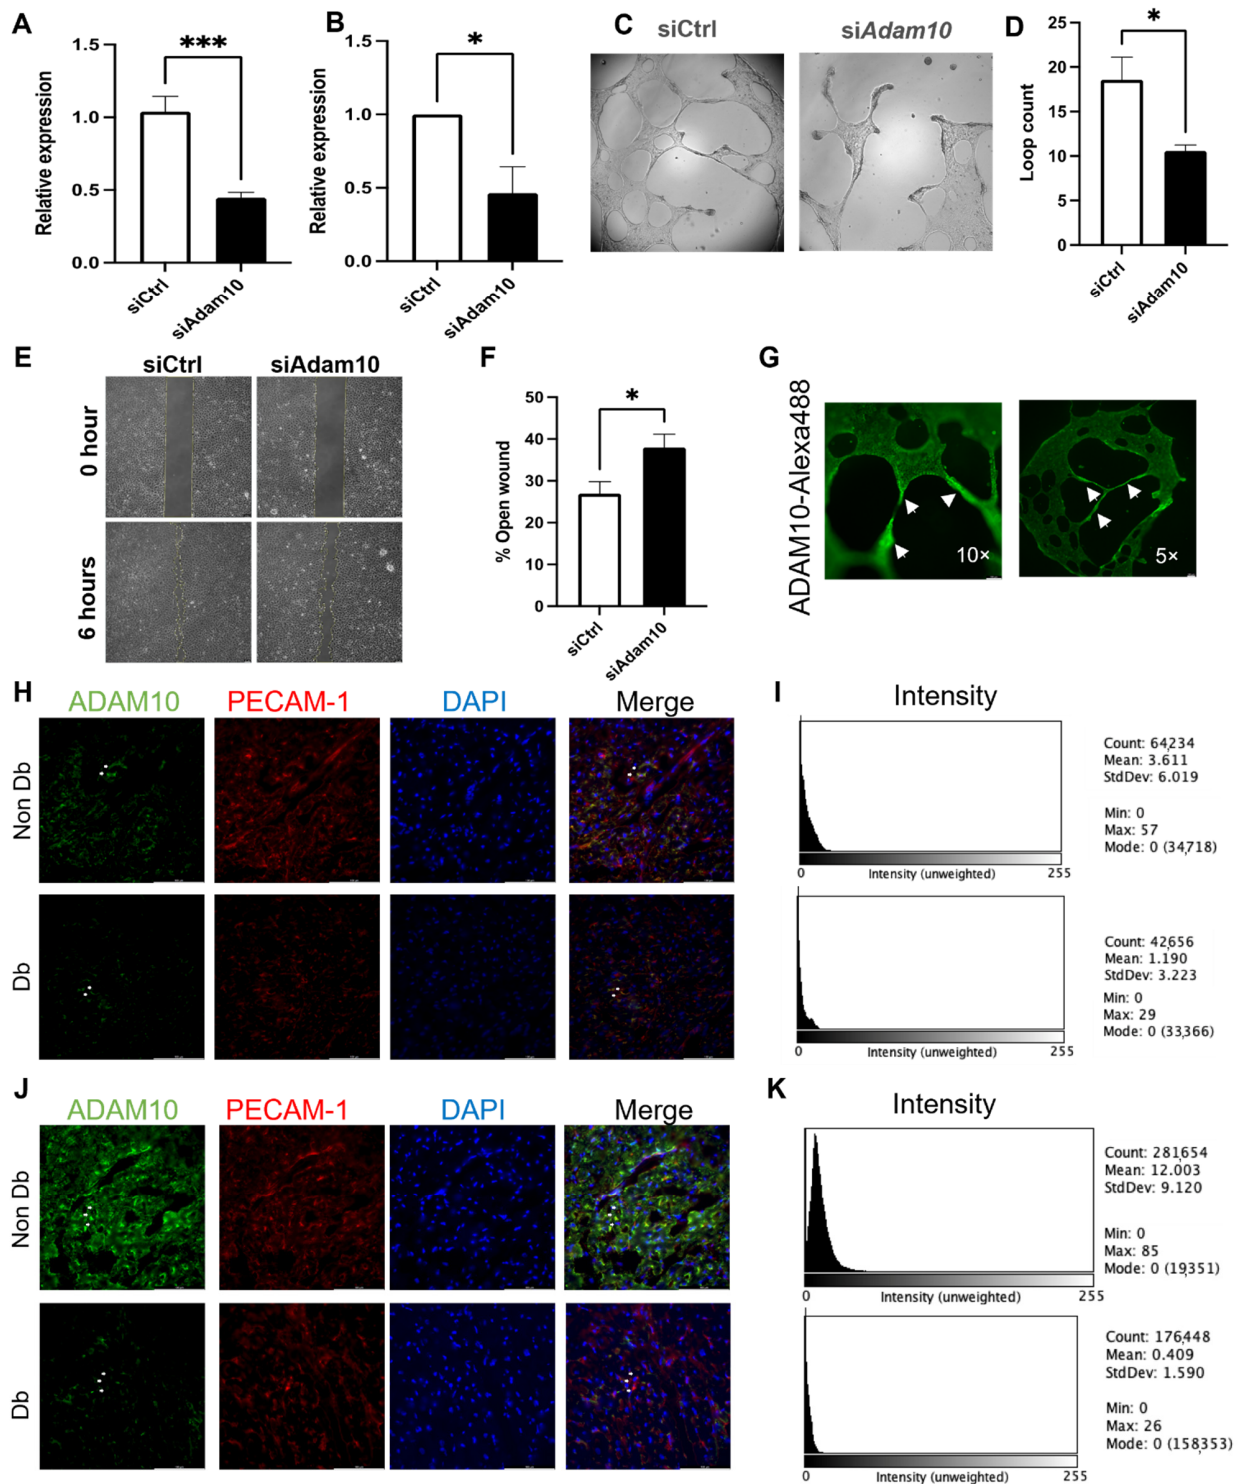 A
1.5
1.0
0.5
0.0
Relative expression
***
siCtrl
siAdam10
B
1.5
1.0
0.5
0.0
Relative expression
*
siCtrl
siAdam10
C
siCtrl
siAdam10
D
25
20
15
10
5
0
Loop count
*
siCtrl
siAdam10
E
siCtrl
siAdam10
0 hour
6 hours
F
50
40
30
20
10
0
% Open wound
*
siCtrl
siAdam10
G
ADAM10-Alexa488
10×
5×
H
ADAM10
PECAM-1
DAPI
Merge
Non Db
Db
I
Intensity
0
Intensity (unweighted)
255
Count: 64,234
Mean: 3.611
StdDev: 6.019
Min: 0
Max: 57
Mode: 0 (34,718)
0
Intensity (unweighted)
255
Count: 42,656
Mean: 1.190
StdDev: 3.223
Min: 0
Max: 29
Mode: 0 (33,366)
J
ADAM10
PECAM-1
DAPI
Merge
Non Db
Db
K
Intensity
0
Intensity (unweighted)
255
Count: 281,654
Mean: 12.003
StdDev: 9.120
Min: 0
Max: 85
Mode: 0 (19,351)
0
Intensity (unweighted)
255
Count: 176,448
Mean: 0.409
StdDev: 1.590
Min: 0
Max: 26
Mode: 0 (158,353)